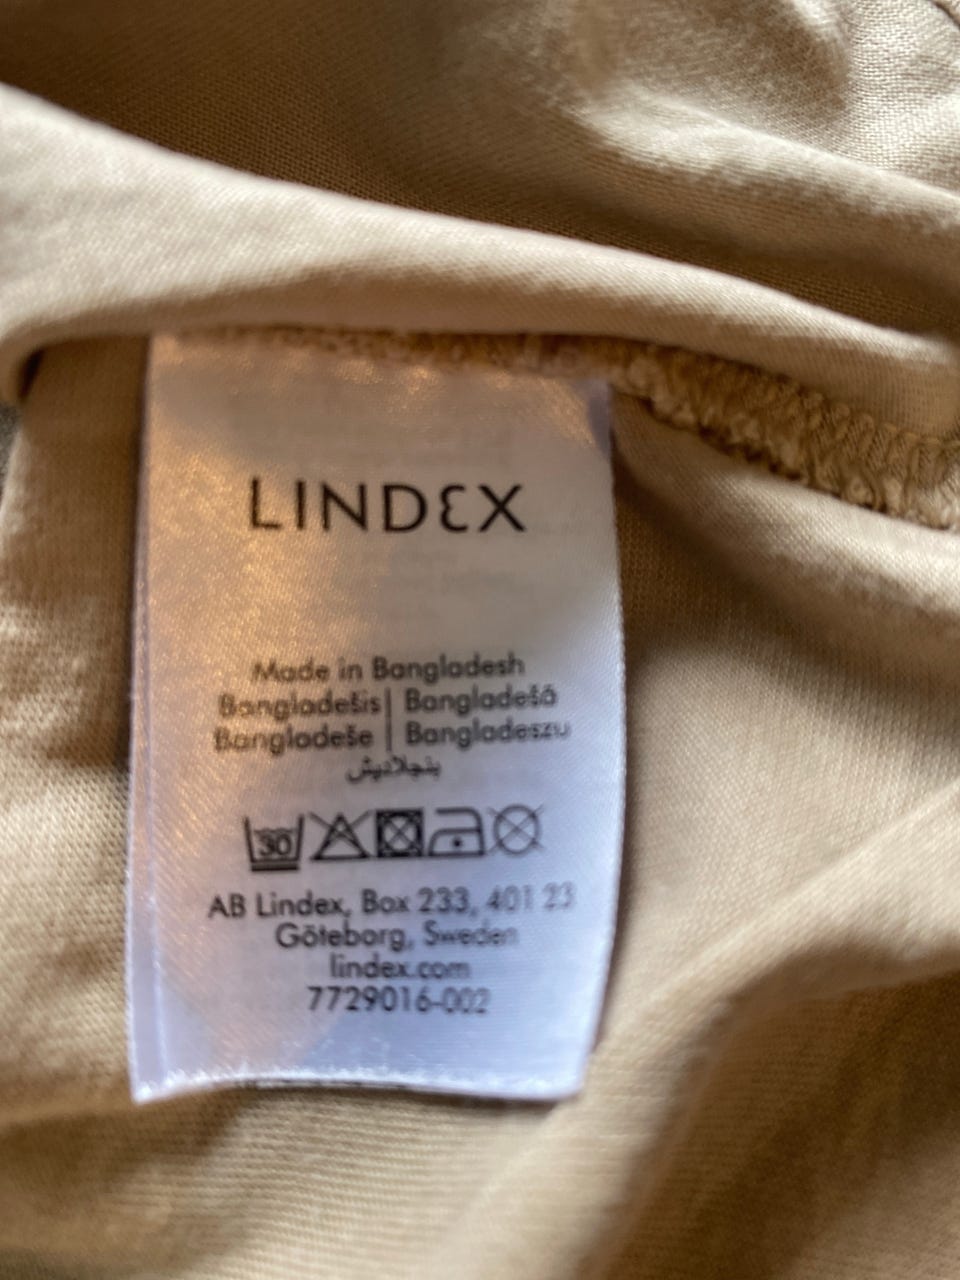 LINDEX
Made in Bangladesh
Bangladešis | Bangladešā
Bangladeše | Bangladeszu
بنجلاديش
30
AB Lindex, Box 233, 401 23
Göteborg, Sweden
lindex.com
7729016-002